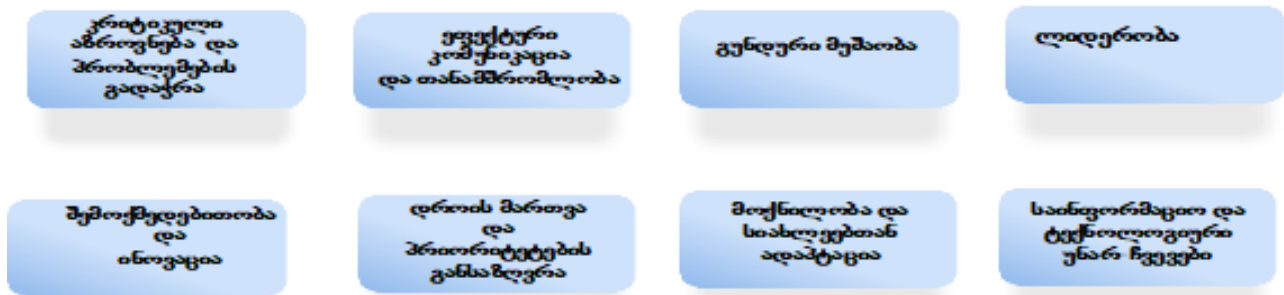 კრიტიკული
აზროვნება და
პრობლემების
გადაჭრა
ეფექტური
კომუნიკაცია
და თანამშრომლობა
გუნდური მუშაობა
ლიდერობა
შემოქმედებითობა
და
ინოვაცია
დროის მართვა
და
პრიორიტეტების
განსაზღვრა
მოქნილობა და
სიახლეებთან
ადაპტაცია
საინფორმაციო და
ტექნოლოგიური
უნარ ჩვევები